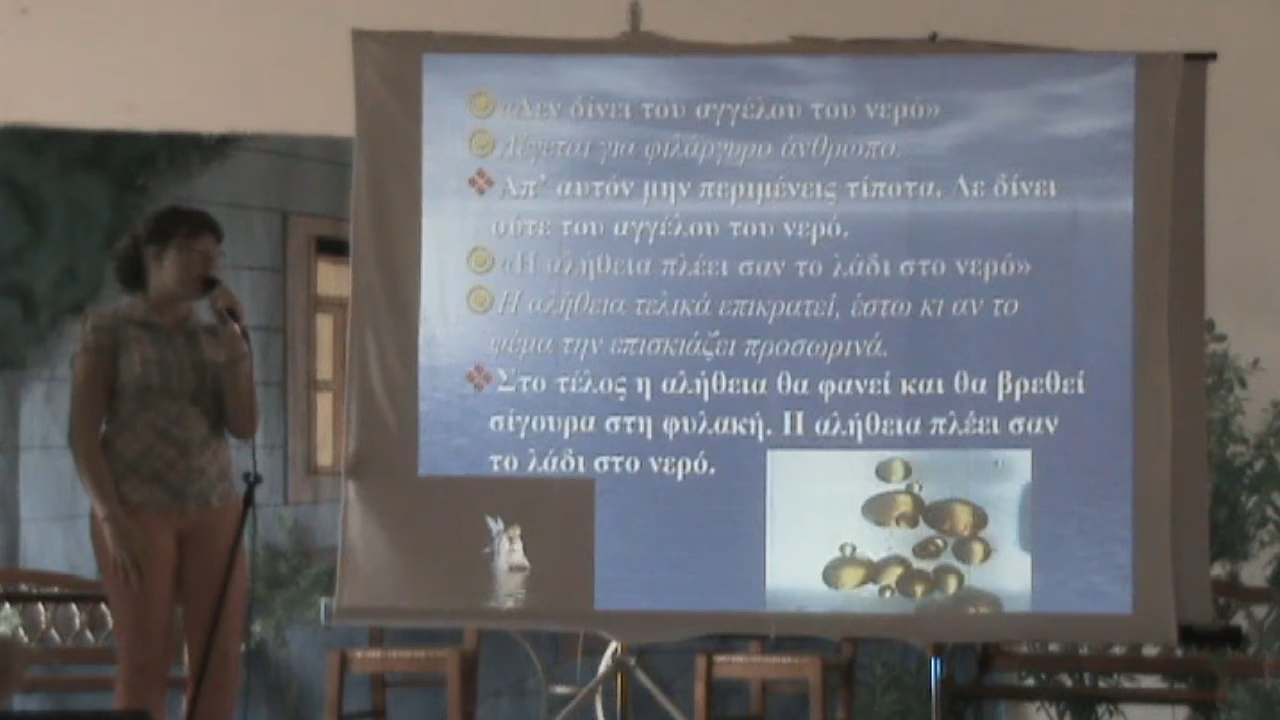 «Δεν δίνει του αγγέλου του νερό»
Λέγεται για φιλάργυρο άνθρωπο.
Απ' αυτόν μην περιμένεις τίποτα. Δε δίνει
ούτε του αγγέλου του νερό.
«Η αλήθεια πλέει σαν το λάδι στο νερό»
Η αλήθεια τελικά επικρατεί, έστω κι αν το
ψέμα την επισκιάζει προσωρινά.
Στο τέλος η αλήθεια θα φανεί και θα βρεθεί
σίγουρα στη φυλακή. Η αλήθεια πλέει σαν
το λάδι στο νερό.